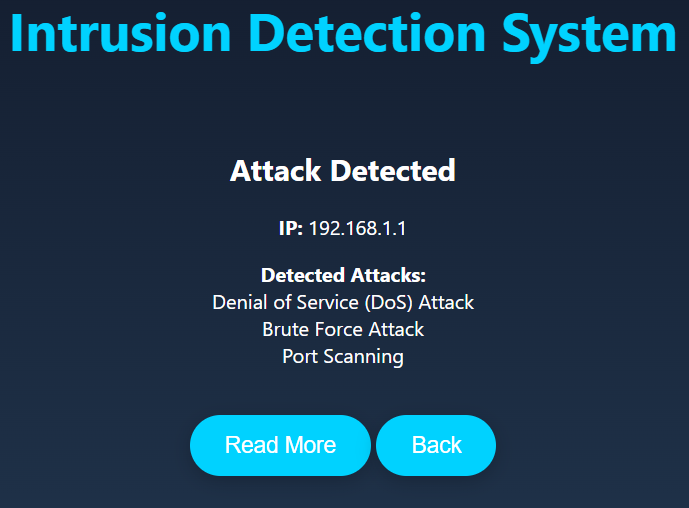 Intrusion Detection System
Attack Detected
IP: 192.168.1.1
Detected Attacks:
Denial of Service (DoS) Attack
Brute Force Attack
Port Scanning
Read More
Back